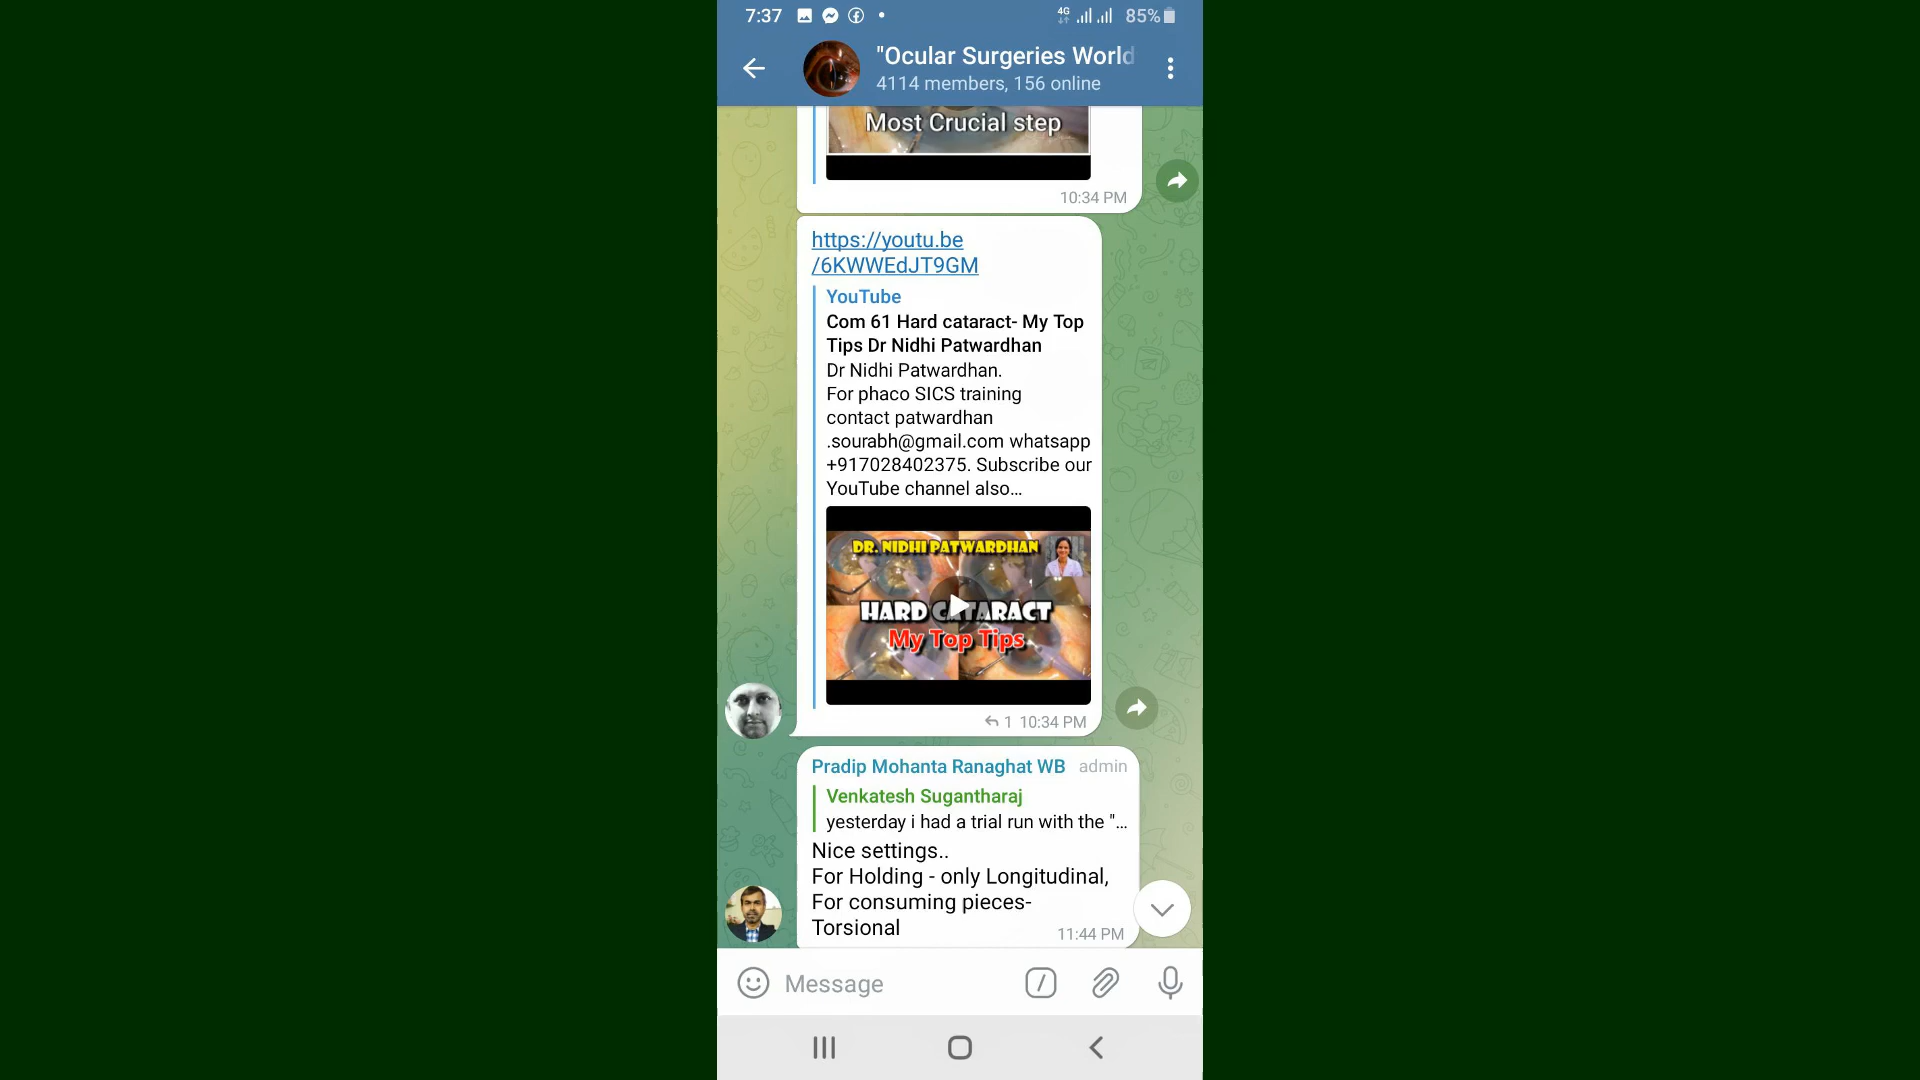 7:37
4G
85%
"Ocular Surgeries World
4114 members, 156 online
Most Crucial step
10:34 PM
https://youtu.be
/6KWWEdJT9GM
YouTube
Com 61 Hard cataract- My Top
Tips Dr Nidhi Patwardhan
Dr Nidhi Patwardhan.
For phaco SICS training
contact patwardhan
.sourabh@gmail.com whatsapp
+917028402375. Subscribe our
YouTube channel also...
DR. NIDHI PATWARDHAN
HARD CATARACT
My Top Tips
1 10:34 PM
Pradip Mohanta Ranaghat WB admin
Venkatesh Sugantharaj
yesterday i had a trial run with the "...
Nice settings..
For Holding - only Longitudinal,
For consuming pieces-
Torsional
11:44 PM
Message